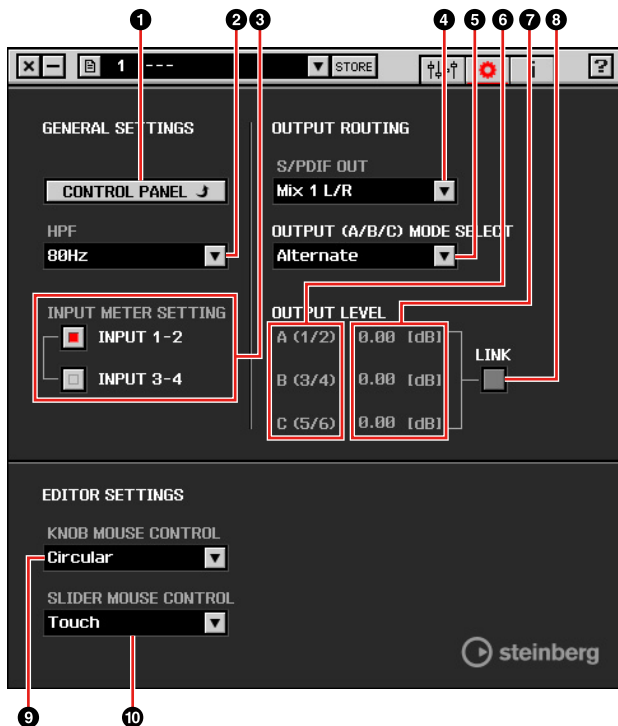 1 2 3 4 5 6 7 8
1 ---
STORE
i
?
GENERAL SETTINGS
CONTROL PANEL
HPF
80Hz
INPUT METER SETTING
INPUT 1-2
INPUT 3-4
OUTPUT ROUTING
S/PDIF OUT
Mix 1 L/R
OUTPUT (A/B/C) MODE SELECT
Alternate
OUTPUT LEVEL
A (1/2) 0.00 [dB]
B (3/4) 0.00 [dB]
C (5/6) 0.00 [dB]
LINK
EDITOR SETTINGS
KNOB MOUSE CONTROL
Circular
SLIDER MOUSE CONTROL
Touch
steinberg
9 10